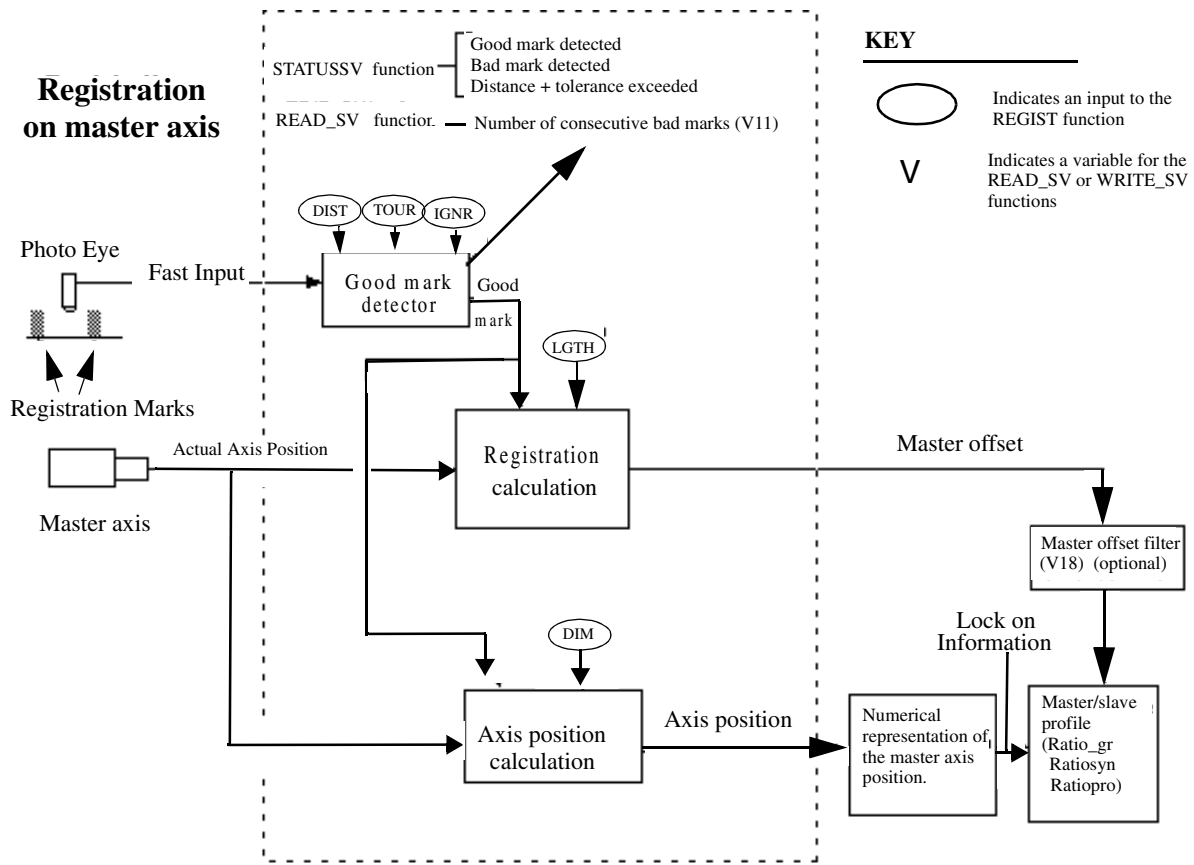 Registration
on master axis
STATUSSV function
Good mark detected
Bad mark detected
Distance + tolerance exceeded
READ_SV function
Number of consecutive bad marks (V11)
KEY
Indicates an input to the
REGIST function
V
Indicates a variable for the
READ_SV or WRITE_SV
functions
DIST
TOUR
IGNR
Photo Eye
Fast Input
Good mark
detector
Good
mark
LGTH
Registration Marks
Actual Axis Position
Master axis
Registration
calculation
Master offset
Master offset filter
(V18) (optional)
Lock on
Information
DIM
Axis position
calculation
Axis position
Numerical
representation of
the master axis
position.
Master/slave
profile
(Ratio_gr
Ratiosyn
Ratiopro)